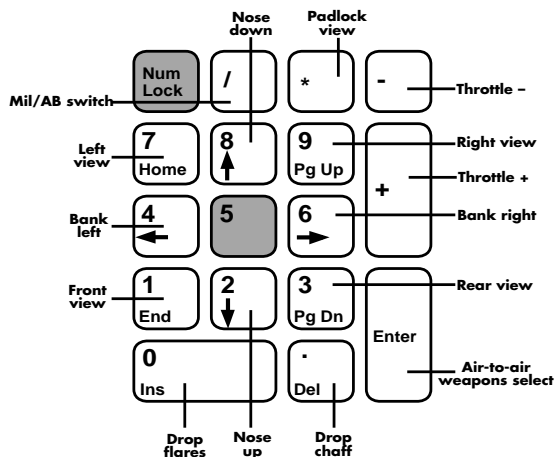 Nose
down
Padlock
view
Num
Lock
/
*
-
Mil/AB switch
Throttle –
7
Home
8
9
Pg Up
+
Left
view
Right view
Throttle +
4
5
6
Bank
left
Bank right
1
End
2
3
Pg Dn
Enter
Front
view
Rear view
0
Ins
.
Del
Air-to-air
weapons select
Drop
flares
Nose
up
Drop
chaff